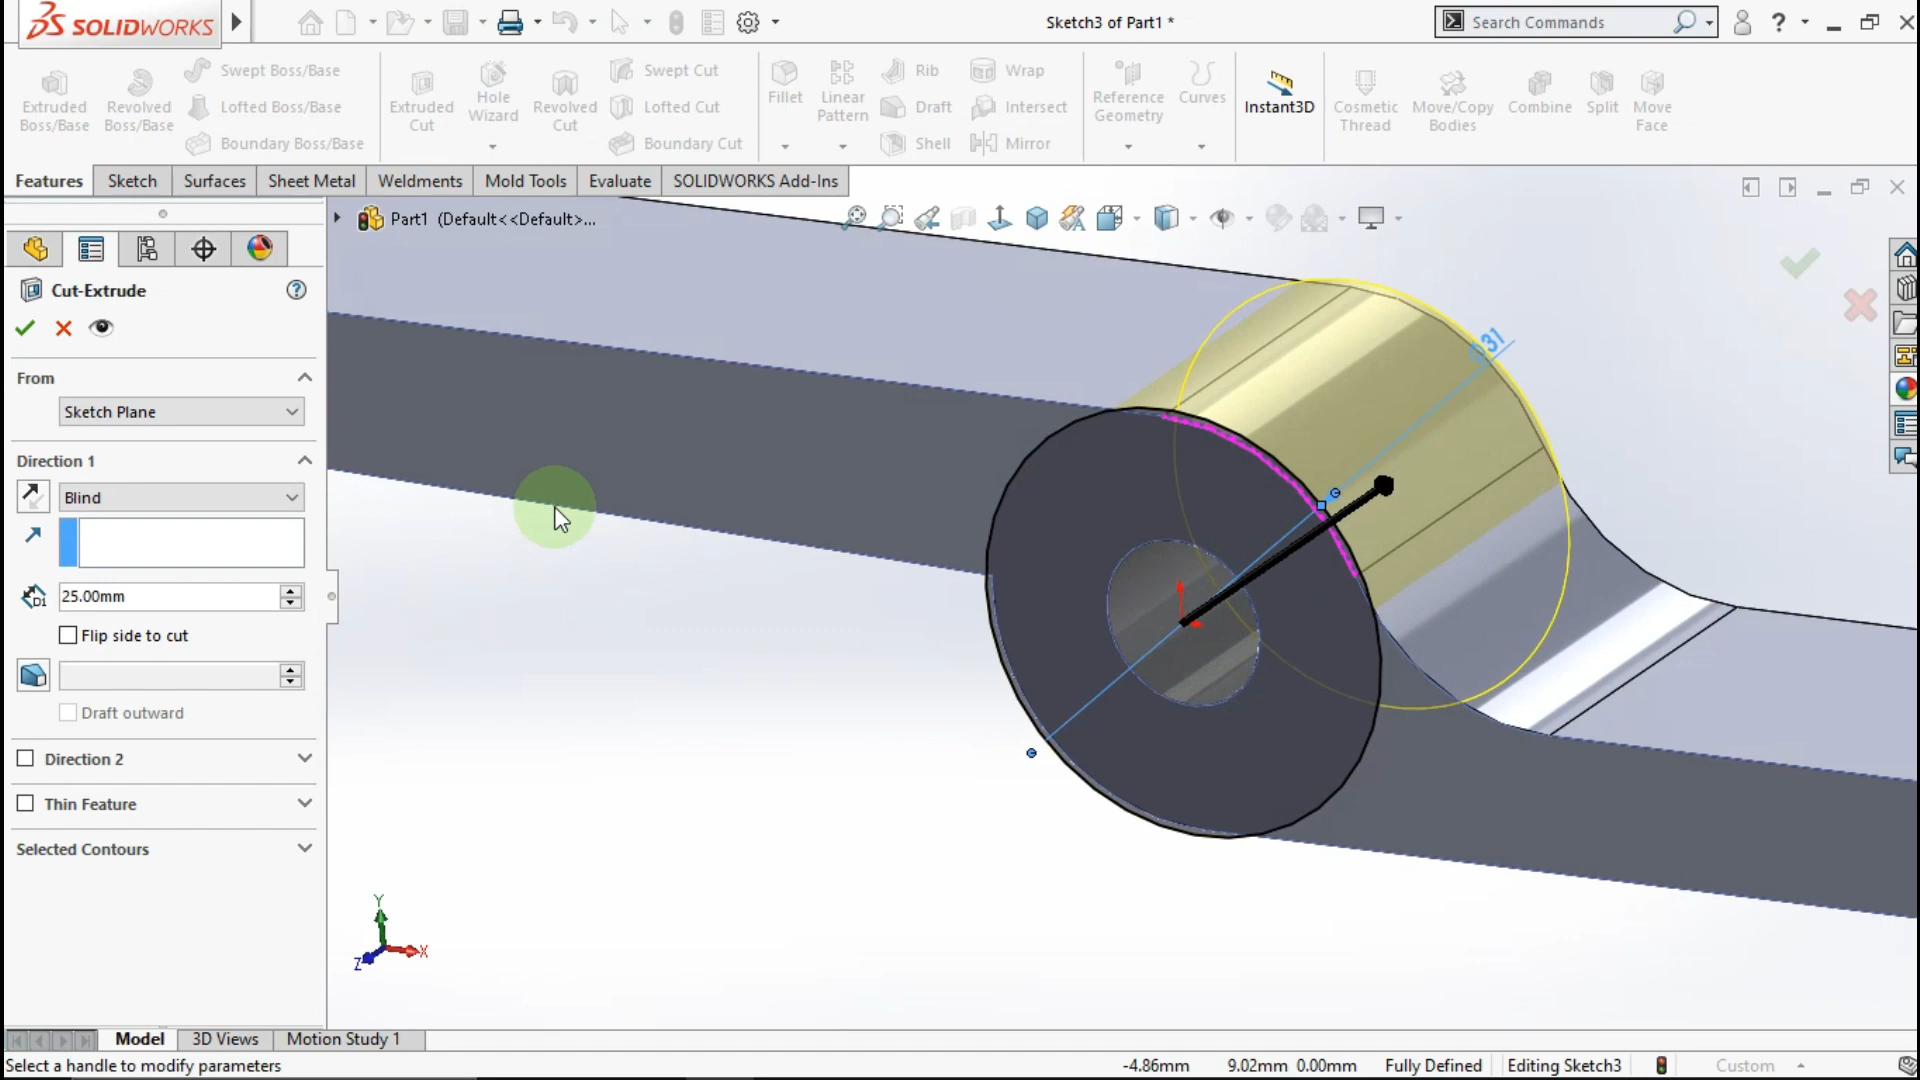 SOLIDWORKS
Sketch3 of Part1 *
Search Commands
?
Extruded Boss/Base
Revolved Boss/Base
Swept Boss/Base
Lofted Boss/Base
Boundary Boss/Base
Extruded Cut
Hole Wizard
Revolved Cut
Swept Cut
Lofted Cut
Boundary Cut
Fillet
Linear Pattern
Rib
Draft
Shell
Wrap
Intersect
Mirror
Reference Geometry
Curves
Instant3D
Cosmetic Thread
Move/Copy Bodies
Combine
Split
Move Face
Features
Sketch
Surfaces
Sheet Metal
Weldments
Mold Tools
Evaluate
SOLIDWORKS Add-Ins
Part1 (Default<<Default>...
Cut-Extrude
?
From
Sketch Plane
Direction 1
Blind
D1
25.00mm
Flip side to cut
Draft outward
Direction 2
Thin Feature
Selected Contours
31
Y
X
Z
Model
3D Views
Motion Study 1
Select a handle to modify parameters
-4.86mm
9.02mm 0.00mm
Fully Defined
Editing Sketch3
Custom